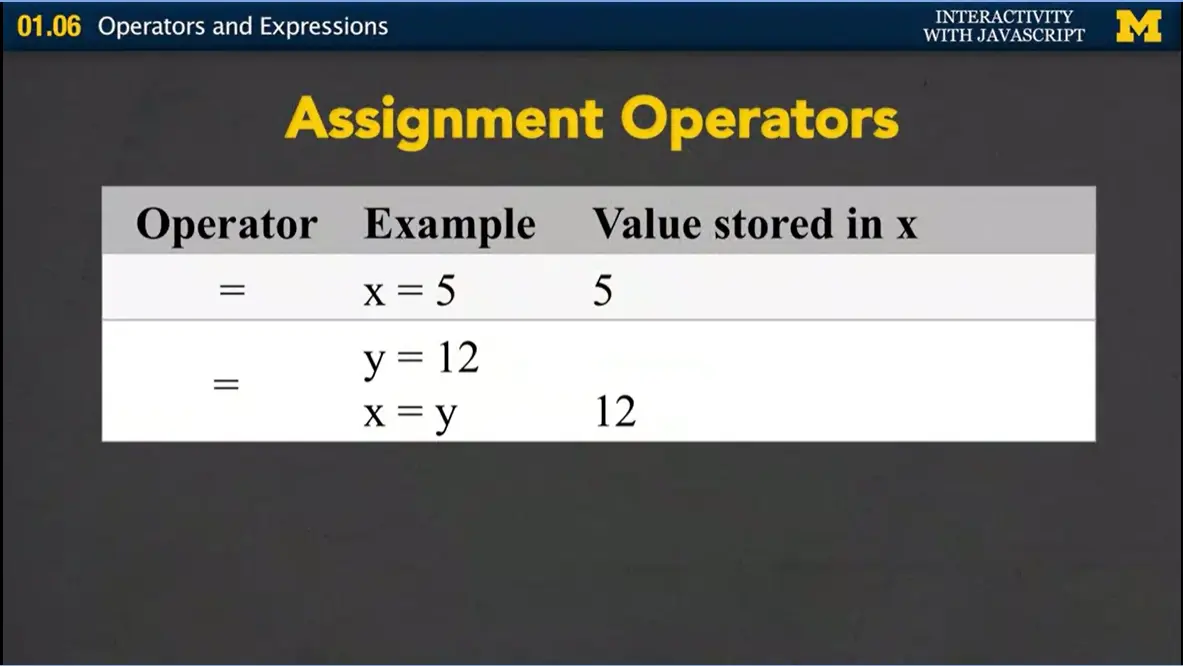 01.06 Operators and Expressions
INTERACTIVITY
WITH JAVASCRIPT
M
Assignment Operators
Operator Example Value stored in x
= x = 5 5
y = 12
=
x = y 12